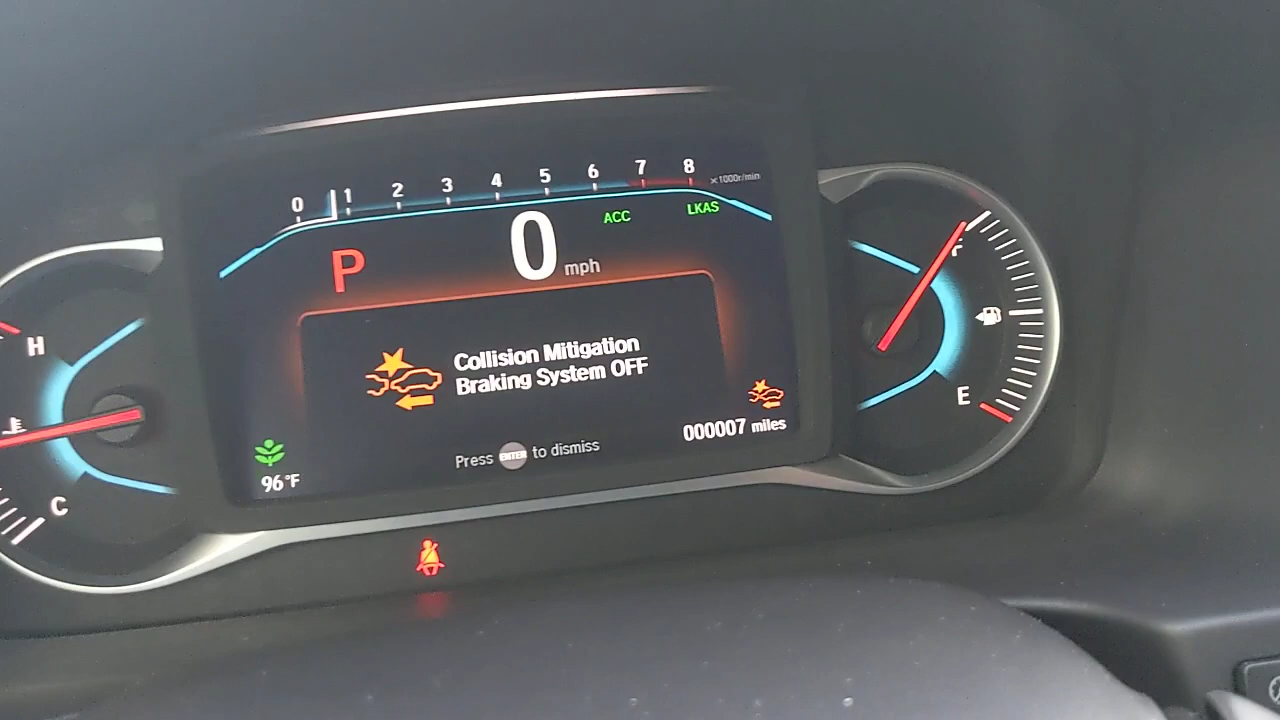 0 1 2 3 4 5 6 7 8 ×1000r/min
ACC LKAS
P 0 mph
Collision Mitigation
Braking System OFF
Press ENTER to dismiss
96°F
000007 miles
H
C
F
E